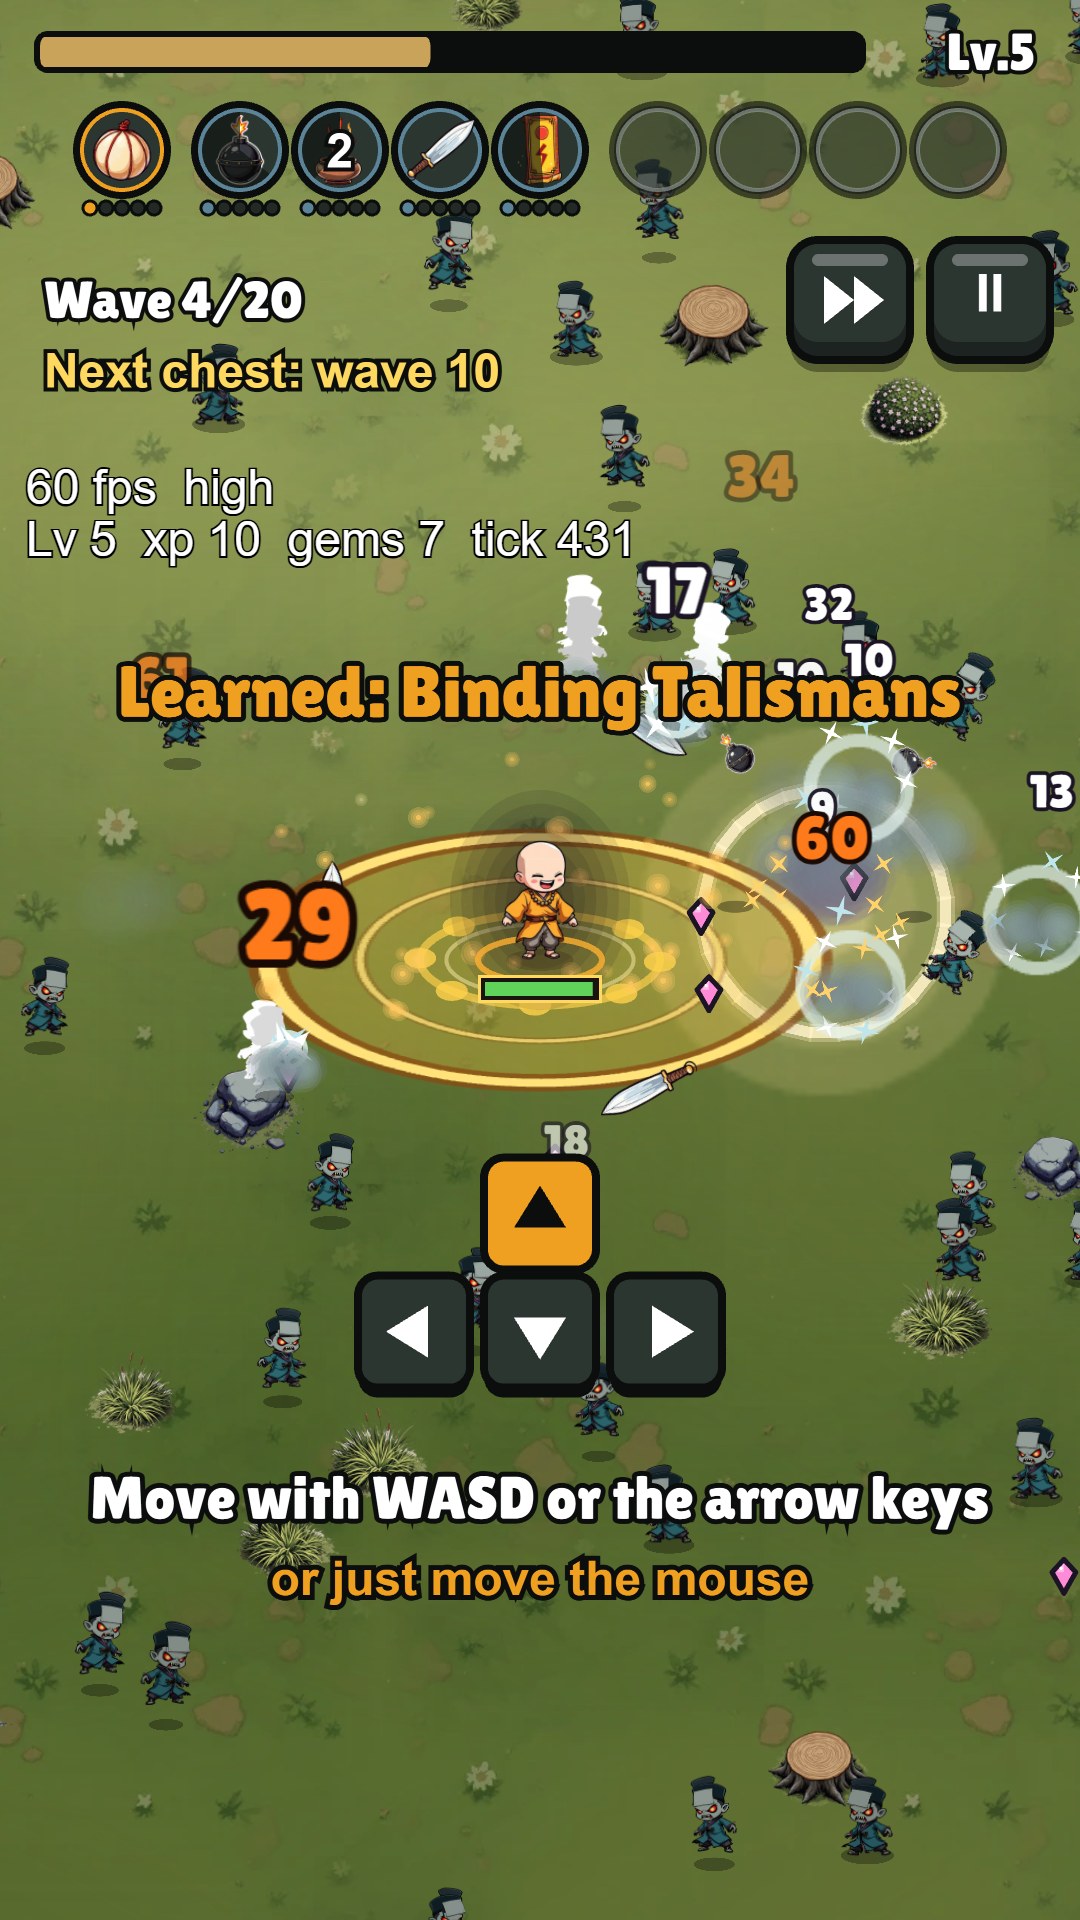 Lv.5
2
Wave 4/20
Next chest: wave 10
60 fps high
Lv 5 xp 10 gems 7 tick 431
34
17
32
10
Learned: Binding Talismans
13
9
60
29
18
Move with WASD or the arrow keys
or just move the mouse